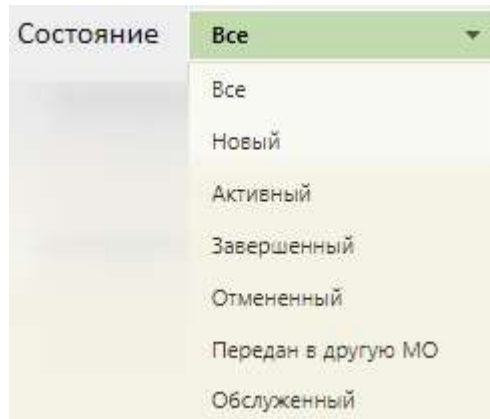 Состояние
Все
Все
Новый
Активный
Завершенный
Отмененный
Передан в другую МО
Обслуженный